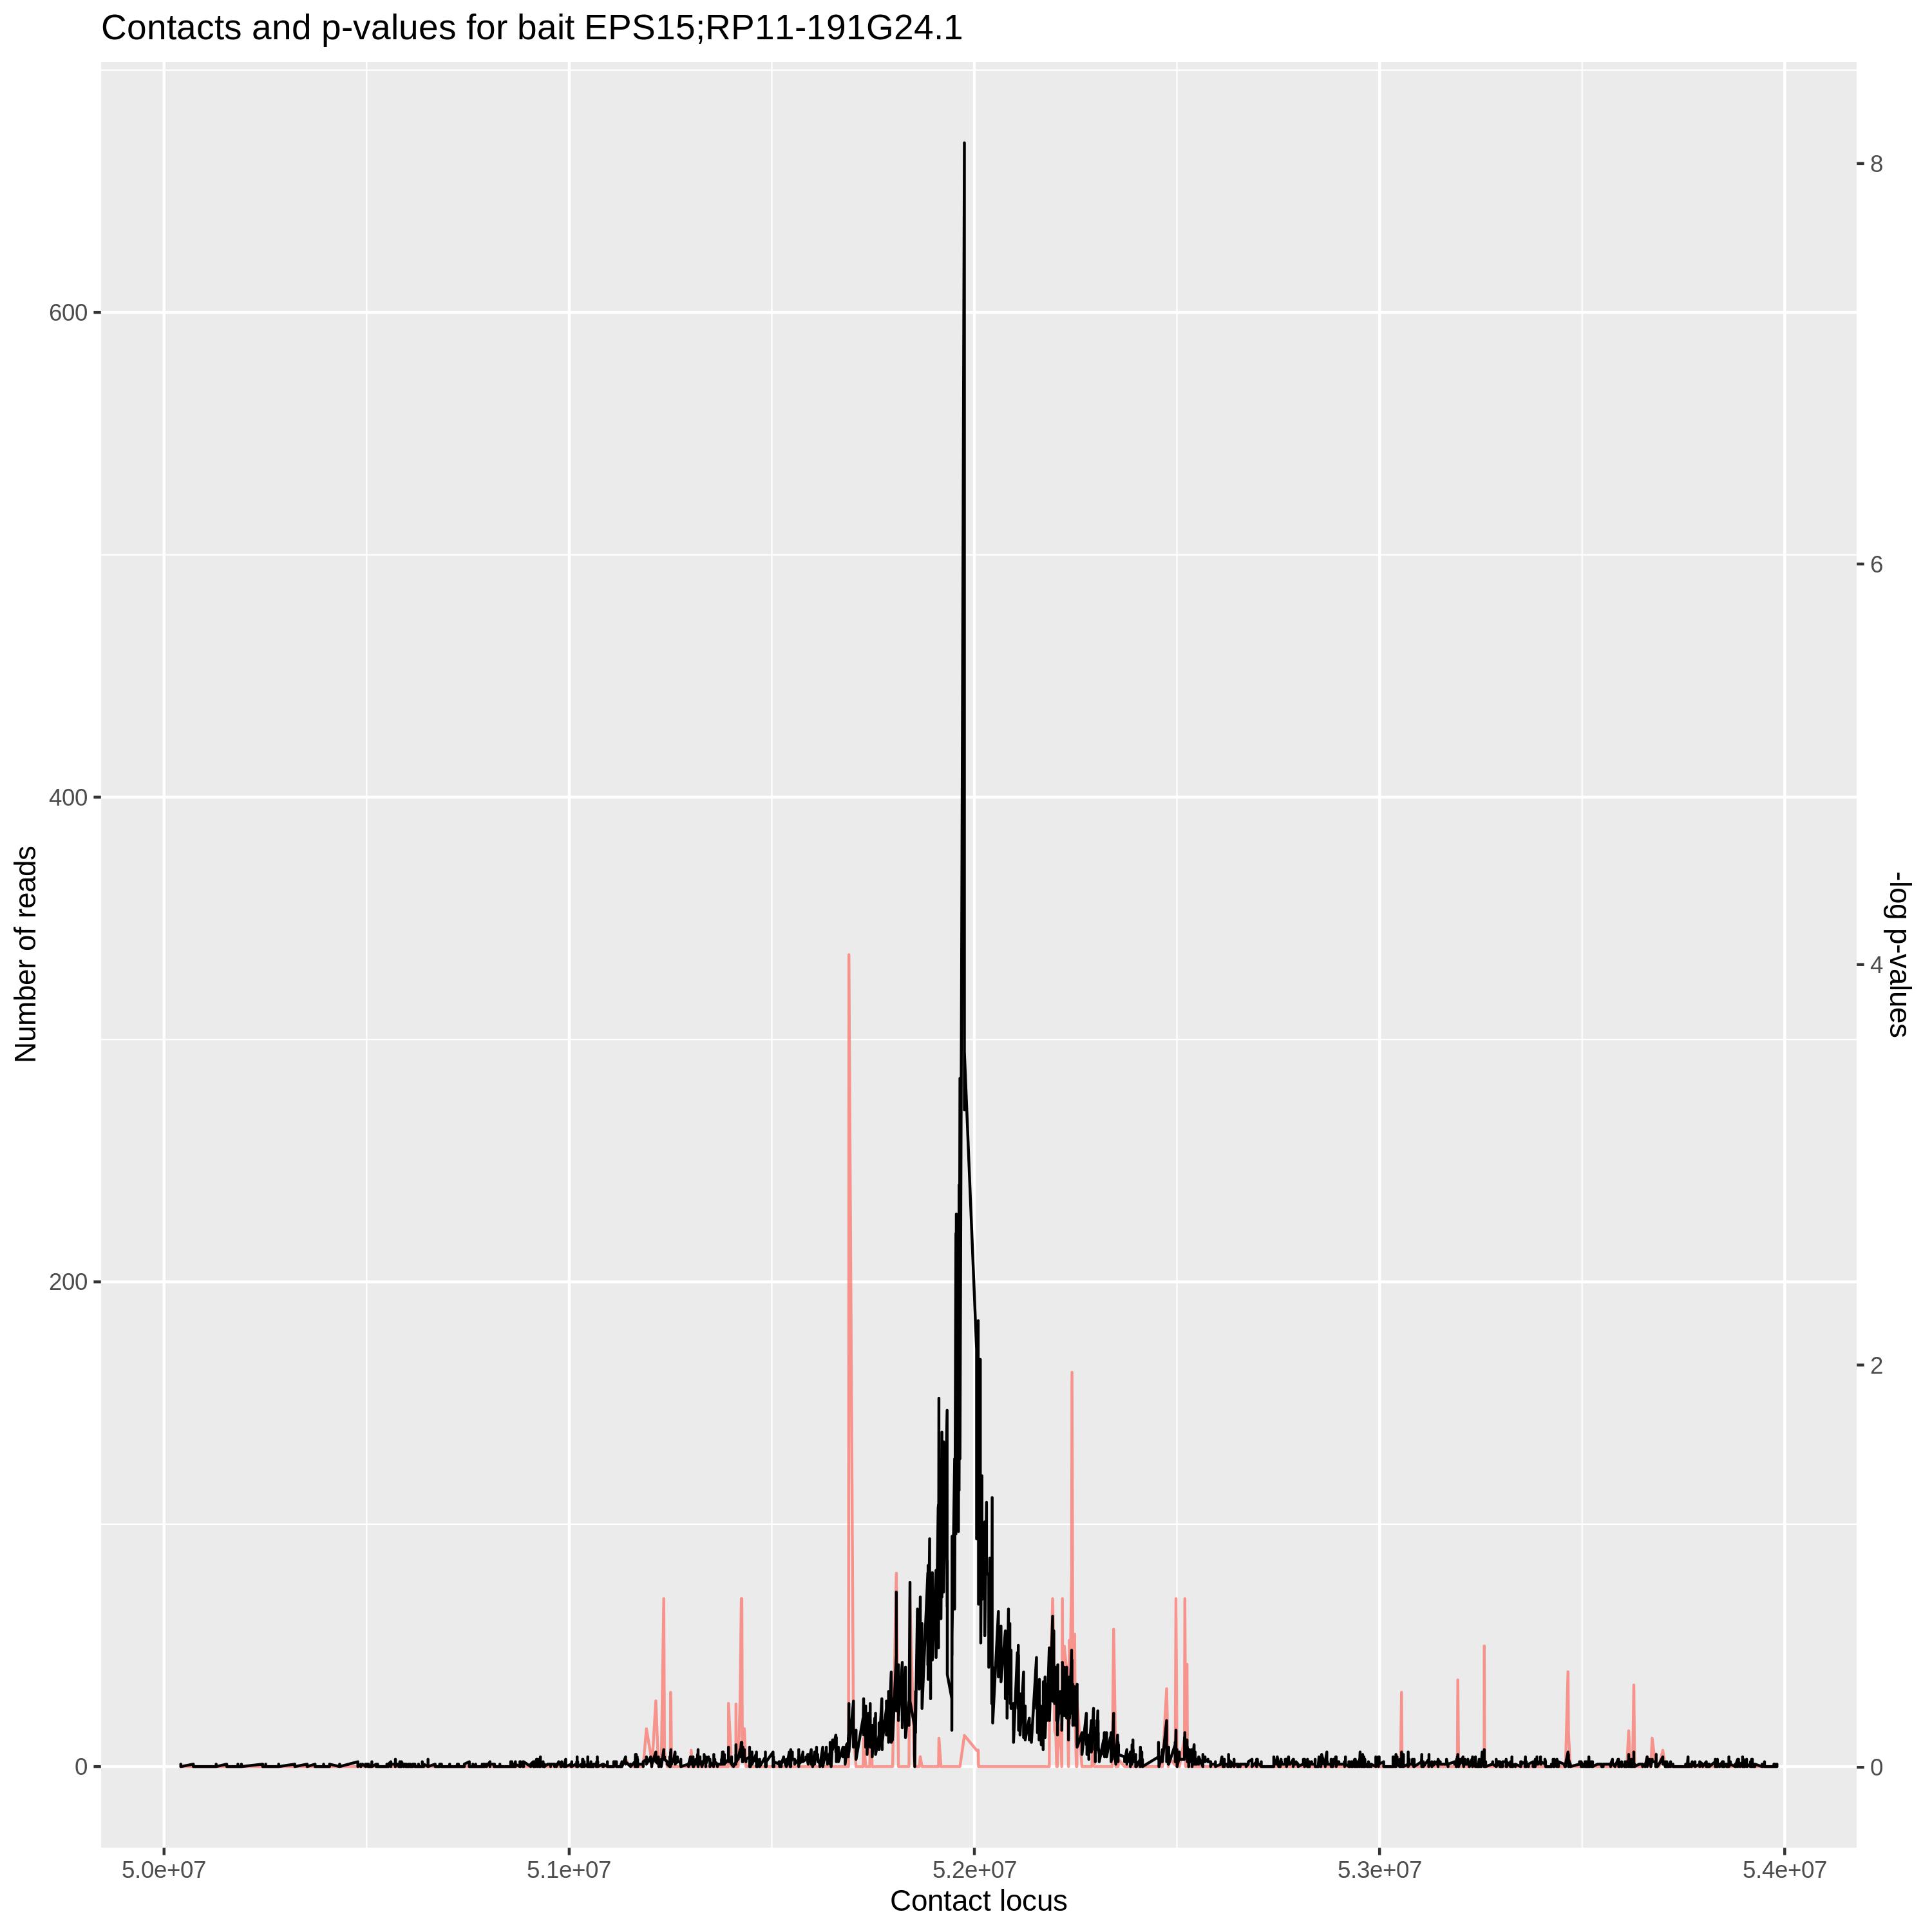 Contacts and p-values for bait EPS15;RP11-191G24.1
8
600
6
400
Number of reads
-log p-values
4
200
2
0
0
5.0e+07
5.1e+07
5.2e+07
5.3e+07
5.4e+07
Contact locus